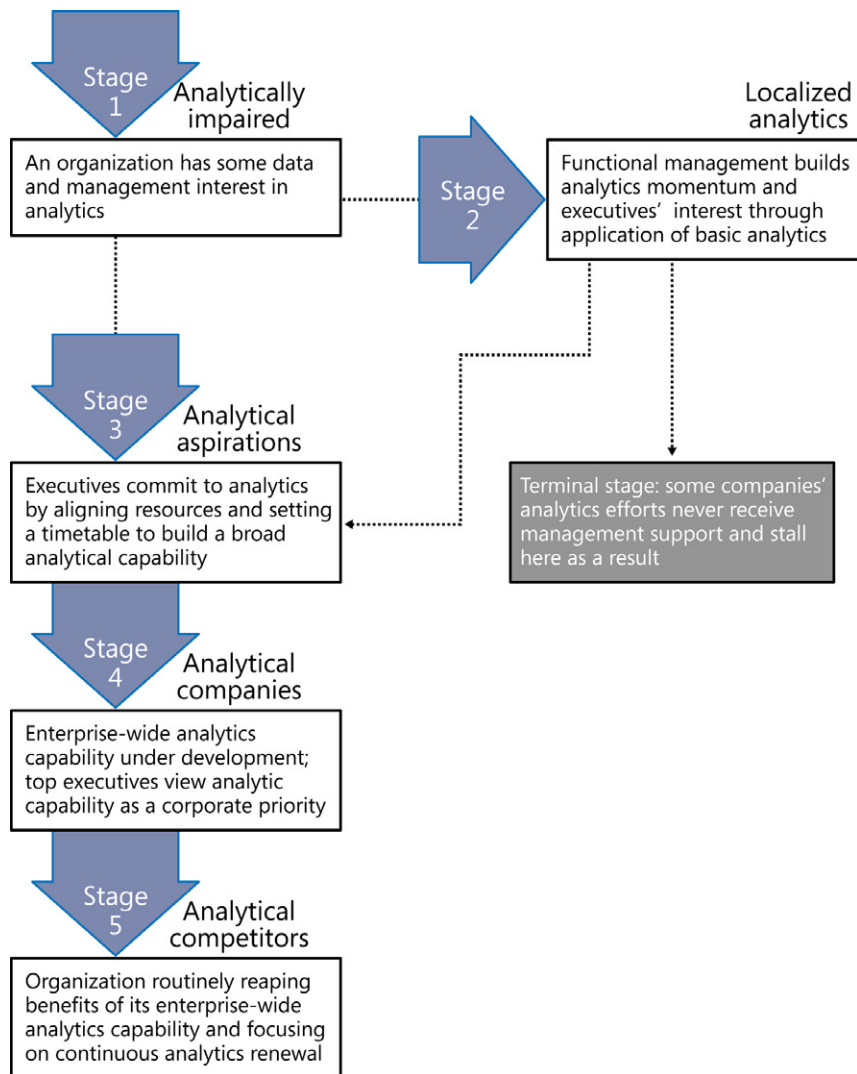 Stage
1
Analytically
impaired
An organization has some data
and management interest in
analytics
Stage
2
Localized
analytics
Functional management builds
analytics momentum and
executives’ interest through
application of basic analytics
Stage
3
Analytical
aspirations
Executives commit to analytics
by aligning resources and setting
a timetable to build a broad
analytical capability
Terminal stage: some companies’
analytics efforts never receive
management support and stall
here as a result
Stage
4
Analytical
companies
Enterprise-wide analytics
capability under development;
top executives view analytic
capability as a corporate priority
Stage
5
Analytical
competitors
Organization routinely reaping
benefits of its enterprise-wide
analytics capability and focusing
on continuous analytics renewal